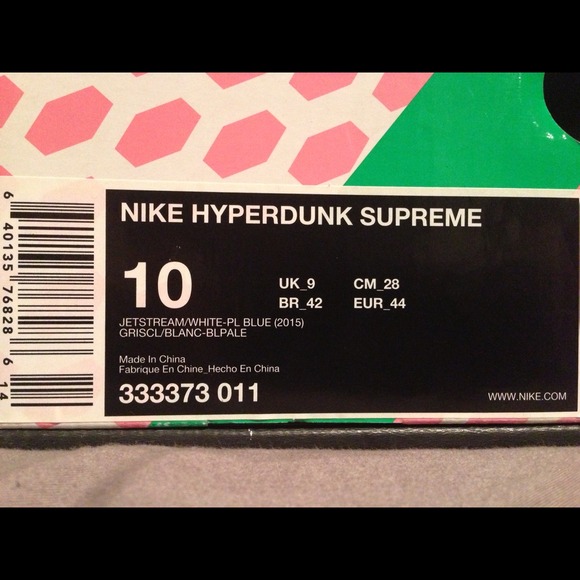 NIKE HYPERDUNK SUPREME
10
UK_9 CM_28
BR_42 EUR_44
JETSTREAM/WHITE-PL BLUE (2015)
GRISCL/BLANC-BLPALE
Made In China
Fabrique En Chine_Hecho En China
333373 011
WWW.NIKE.COM
6 40135 76828 6 14